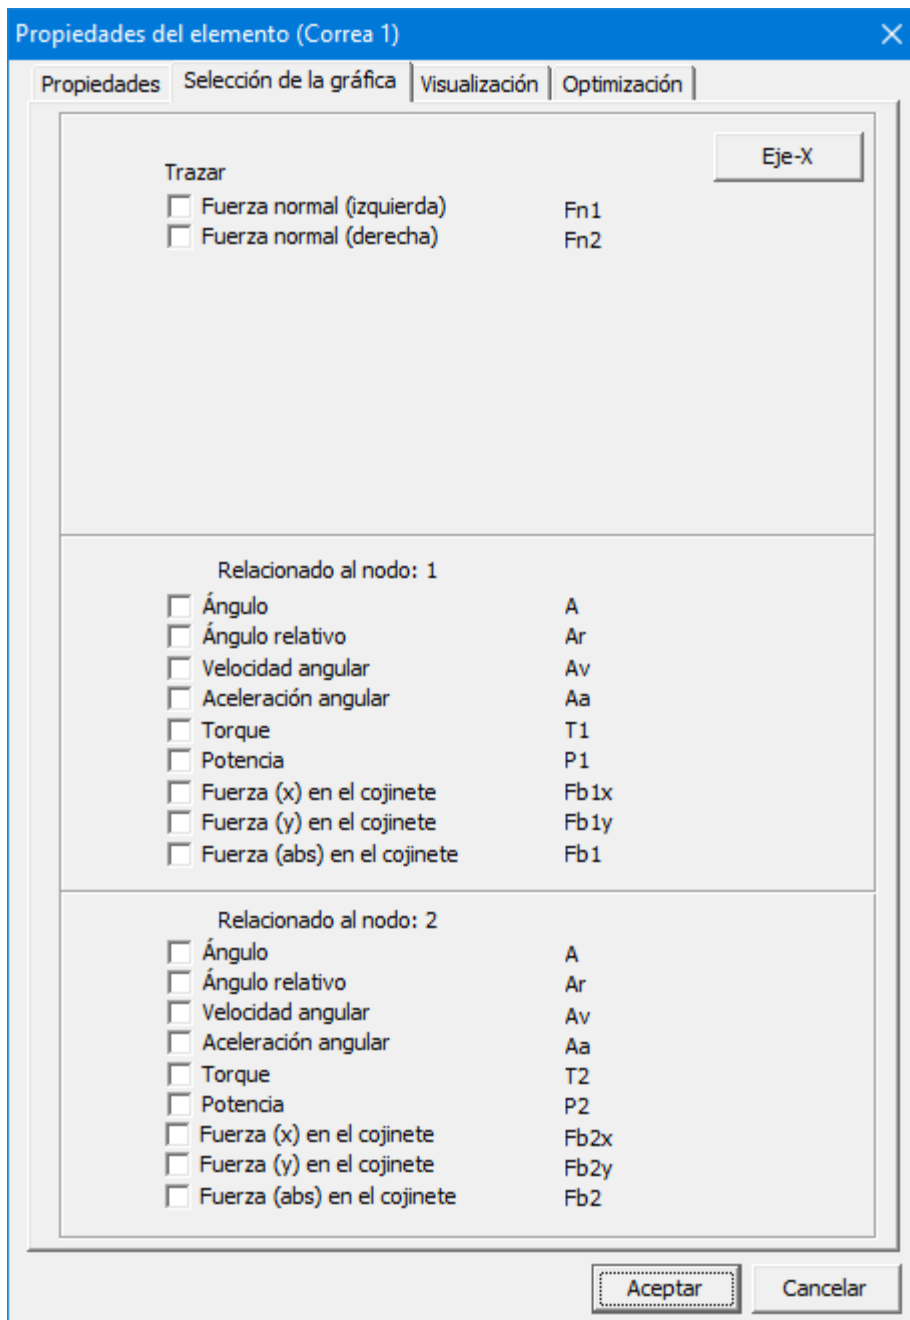 Propiedades del elemento (Correa 1)
Propiedades Selección de la gráfica Visualización Optimización
Eje-X
Trazar
Fuerza normal (izquierda) Fn1
Fuerza normal (derecha) Fn2
Relacionado al nodo: 1
Ángulo A
Ángulo relativo Ar
Velocidad angular Av
Aceleración angular Aa
Torque T1
Potencia P1
Fuerza (x) en el cojinete Fb1x
Fuerza (y) en el cojinete Fb1y
Fuerza (abs) en el cojinete Fb1
Relacionado al nodo: 2
Ángulo A
Ángulo relativo Ar
Velocidad angular Av
Aceleración angular Aa
Torque T2
Potencia P2
Fuerza (x) en el cojinete Fb2x
Fuerza (y) en el cojinete Fb2y
Fuerza (abs) en el cojinete Fb2
Aceptar Cancelar